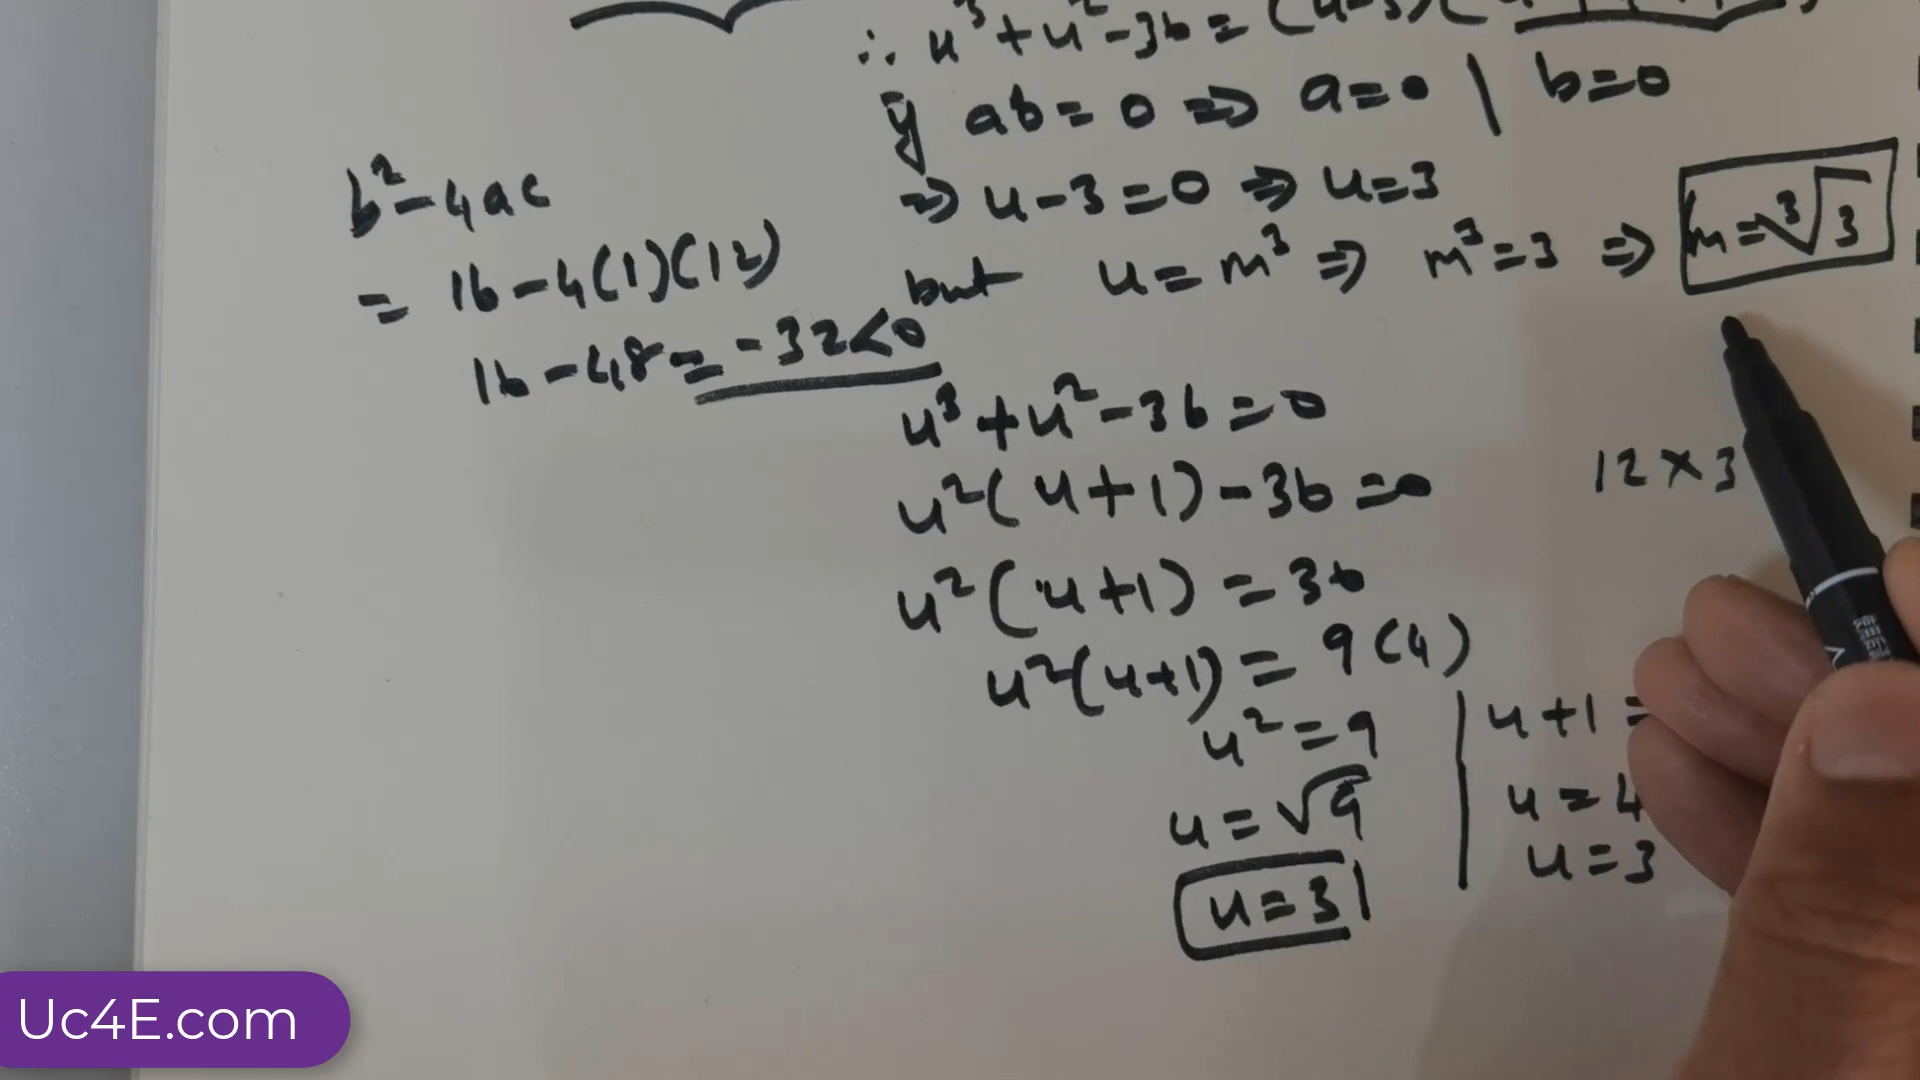 ∴ u³+u²-36=(u-3)(
if ab=0 ⇒ a=0 | b=0
⇒ u-3=0 ⇒ u=3
but u=m³ ⇒ m³=3 ⇒ m=∛3
b²-4ac
= 16-4(1)(12)
16-48=-32<0
u³+u²-36=0
u²(u+1)-36=0
12×3
u²(u+1)=36
u²(u+1)=9(4)
u²=9 | u+1=
u=√9 | u=4
u=3 | u=3
Uc4E.com